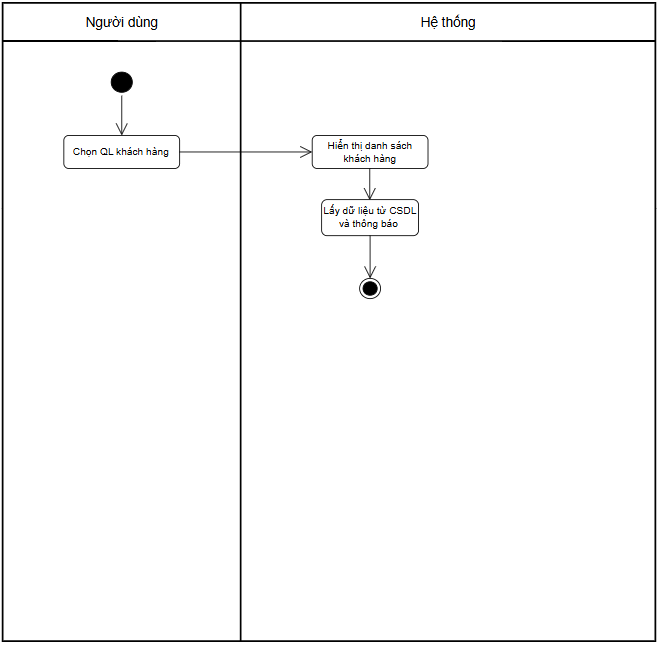 Người dùng
Hệ thống
Chọn QL khách hàng
Hiển thị danh sách
khách hàng
Lấy dữ liệu từ CSDL
và thông báo